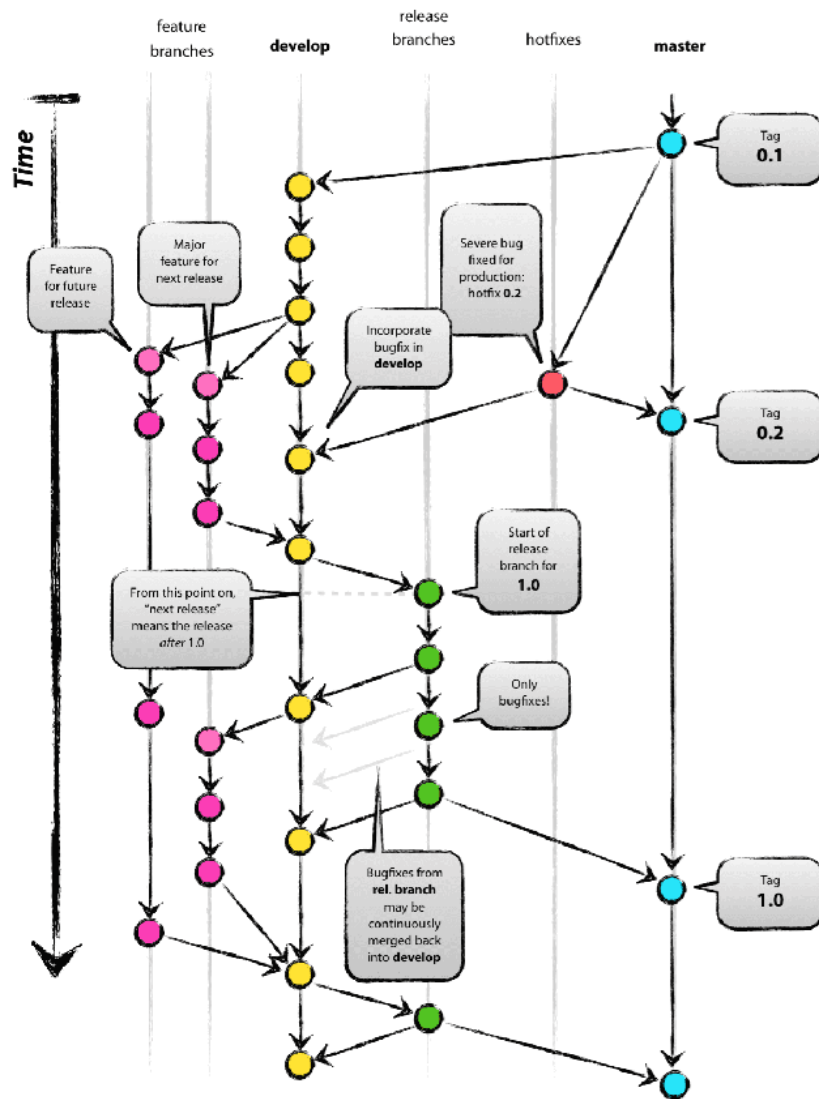 feature
branches
develop
release
branches
hotfixes
master
Time
Tag
0.1
Major
feature for
next release
Feature
for future
release
Severe bug
fixed for
production:
hotfix 0.2
Incorporate
bugfix in
develop
Tag
0.2
Start of
release
branch for
1.0
From this point on,
“next release”
means the release
after 1.0
Only
bugfixes!
Bugfixes from
rel. branch
may be
continuously
merged back
into develop
Tag
1.0